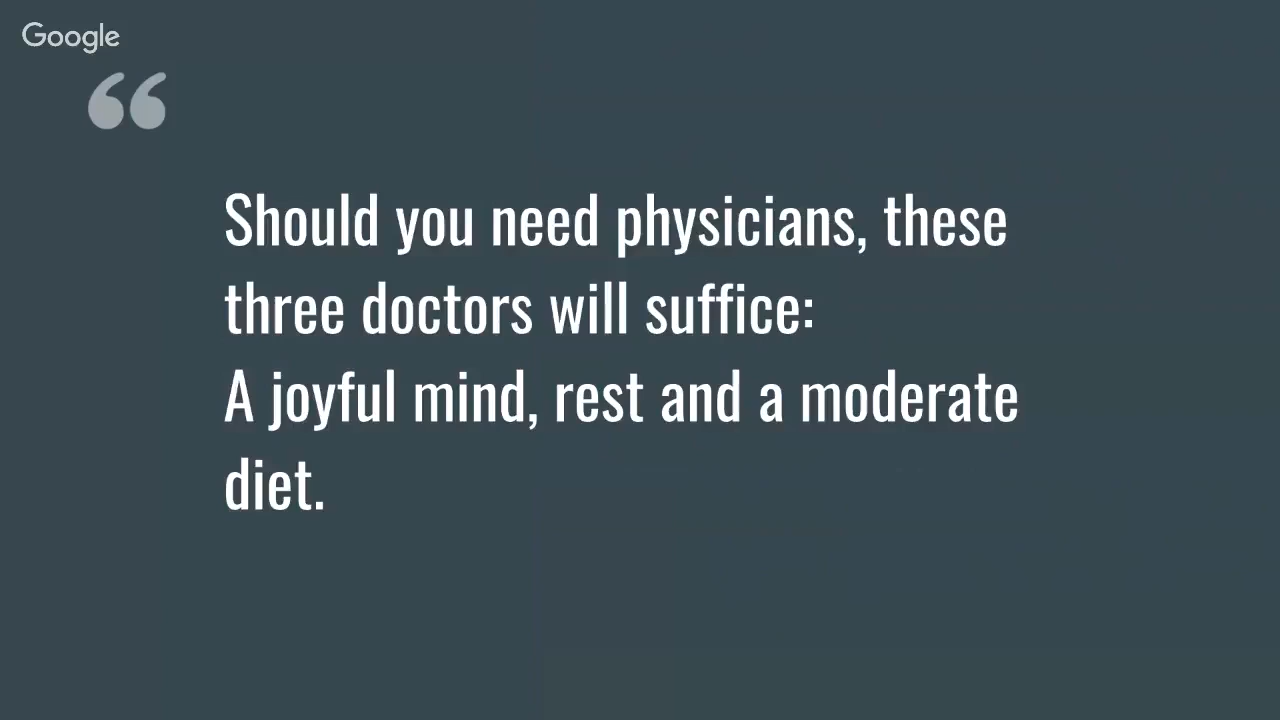 Google
“
Should you need physicians, these
three doctors will suffice:
A joyful mind, rest and a moderate
diet.